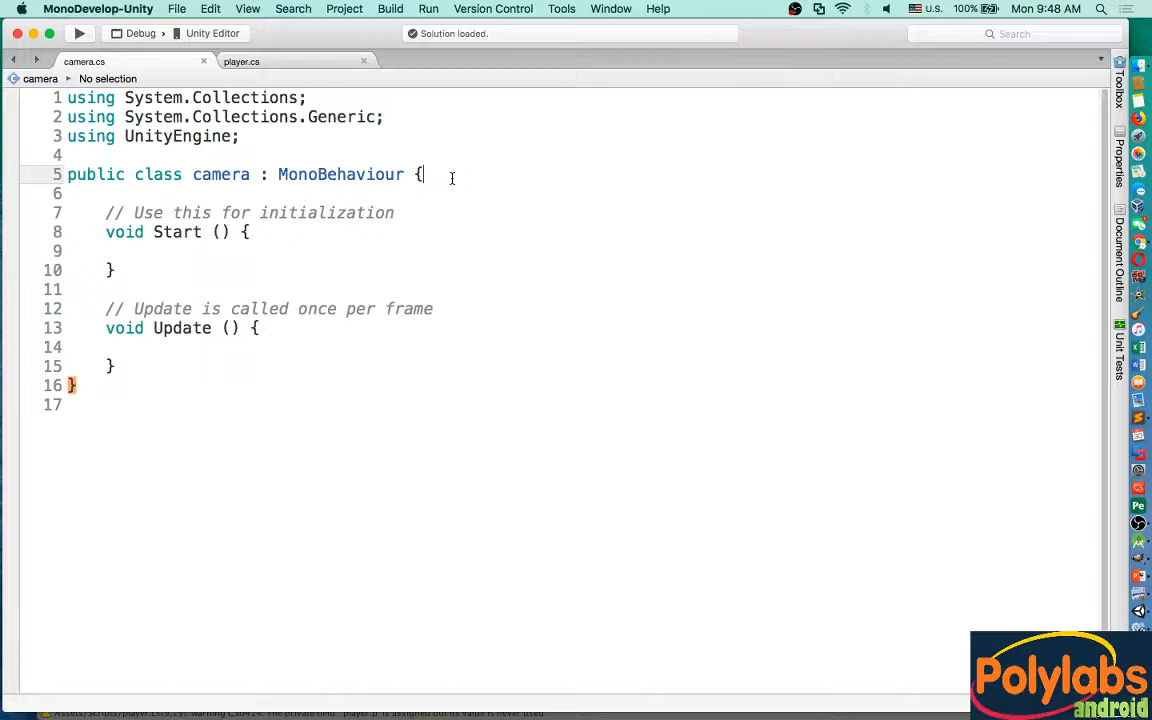 MonoDevelop-Unity File Edit View Search Project Build Run Version Control Tools Window Help U.S. 100% Mon 9:48 AM
Debug › Unity Editor Solution loaded. Search
camera.cs × player.cs ×
camera ▸ No selection
1 using System.Collections;
2 using System.Collections.Generic;
3 using UnityEngine;
4
5 public class camera : MonoBehaviour {
6
7 // Use this for initialization
8 void Start () {
9
10 }
11
12 // Update is called once per frame
13 void Update () {
14
15 }
16 }
17
Toolbox
Properties
Document Outline
Unit Tests
Pe
Polylabs
android